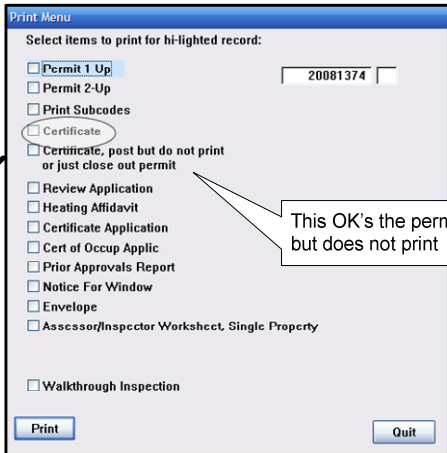 Print Menu
Select items to print for hi-lighted record:
Permit 1 Up
20081374
Permit 2-Up
Print Subcodes
Certificate
Certificate, post but do not print
or just close out permit
Review Application
Heating Affidavit
Certificate Application
Cert of Occup Applic
Prior Approvals Report
Notice For Window
Envelope
Assessor/Inspector Worksheet, Single Property
Walkthrough Inspection
This OK's the perm
but does not print
Print
Quit